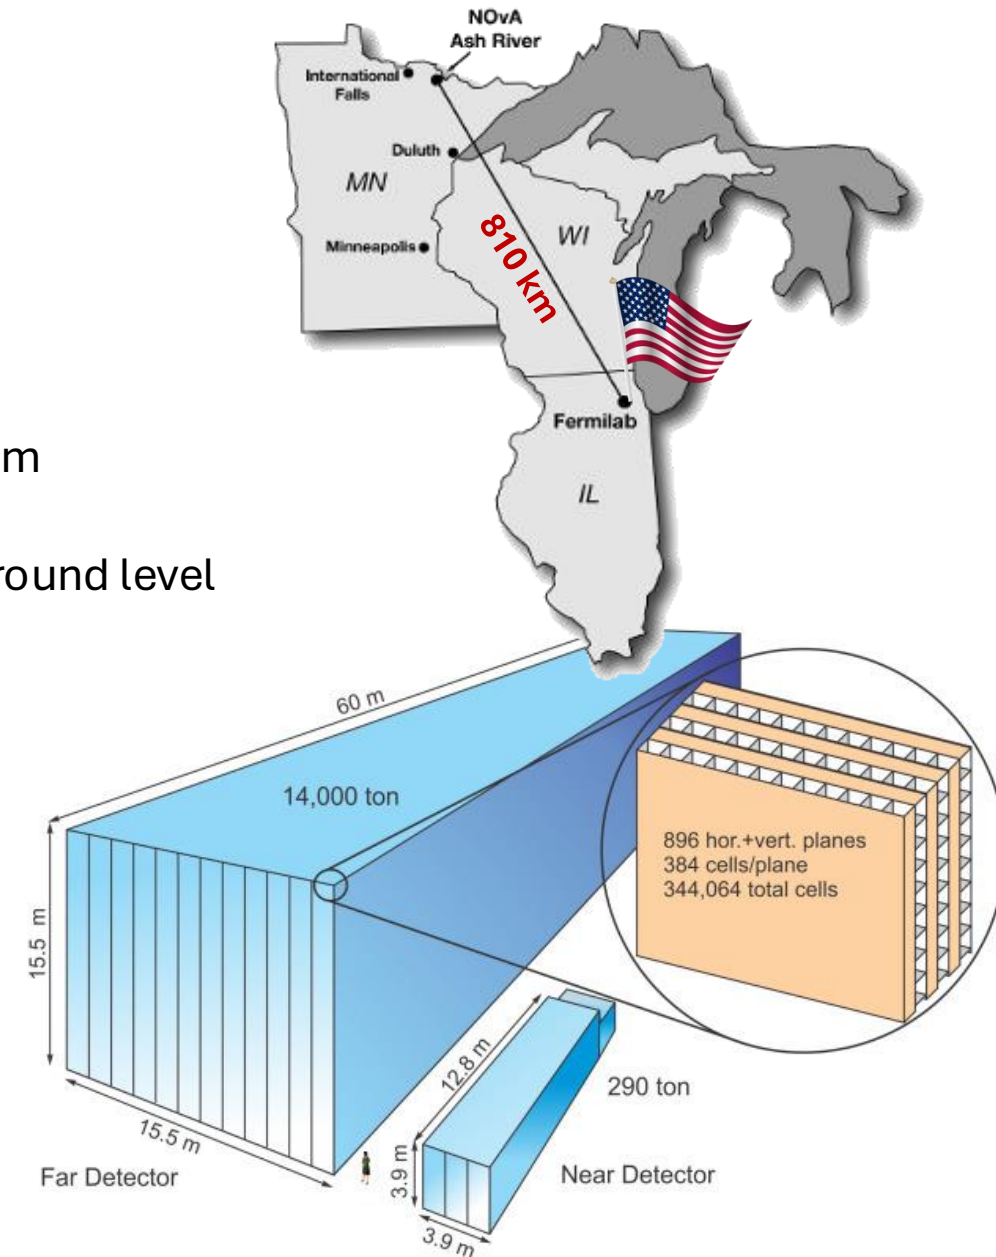 NOvA
Ash River
International
Falls
Duluth
MN
WI
Minneapolis
810 km
Fermilab
m
IL
round level
60 m
14,000 ton
896 hor.+vert. planes
384 cells/plane
344,064 total cells
15.5 m
12.8 m
290 ton
15.5 m
3.9 m
Far Detector
Near Detector
3.9 m